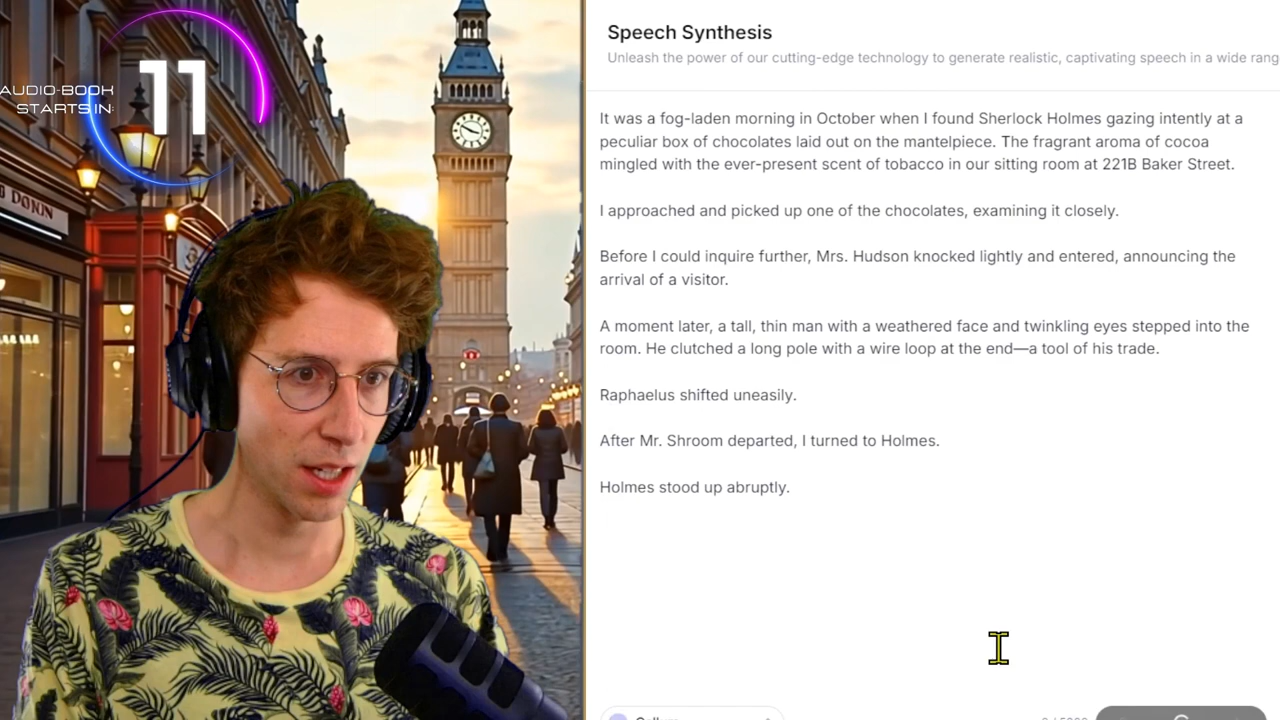 AUDIO-BOOK
STARTS IN:
11
Speech Synthesis
Unleash the power of our cutting-edge technology to generate realistic, captivating speech in a wide rang
It was a fog-laden morning in October when I found Sherlock Holmes gazing intently at a
peculiar box of chocolates laid out on the mantelpiece. The fragrant aroma of cocoa
mingled with the ever-present scent of tobacco in our sitting room at 221B Baker Street.
I approached and picked up one of the chocolates, examining it closely.
Before I could inquire further, Mrs. Hudson knocked lightly and entered, announcing the
arrival of a visitor.
A moment later, a tall, thin man with a weathered face and twinkling eyes stepped into the
room. He clutched a long pole with a wire loop at the end—a tool of his trade.
Raphaelus shifted uneasily.
After Mr. Shroom departed, I turned to Holmes.
Holmes stood up abruptly.